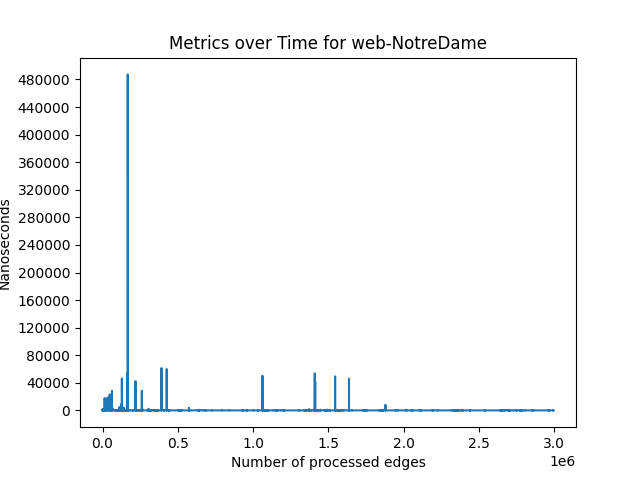 Metrics over Time for web-NotreDame
480000
440000
400000
360000
320000
280000
240000
200000
160000
120000
80000
40000
0
Nanoseconds
0.0 0.5 1.0 1.5 2.0 2.5 3.0
1e6
Number of processed edges